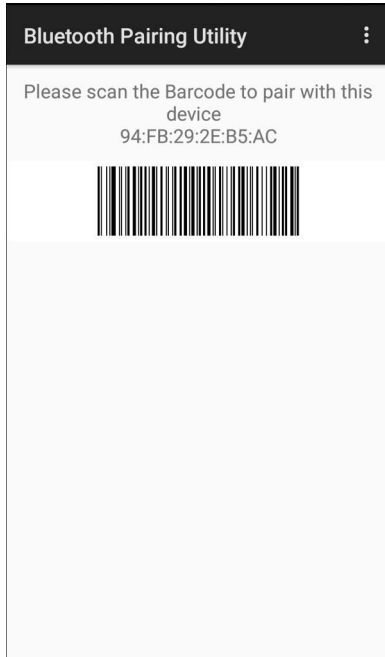 Bluetooth Pairing Utility
Please scan the Barcode to pair with this
device
94:FB:29:2E:B5:AC